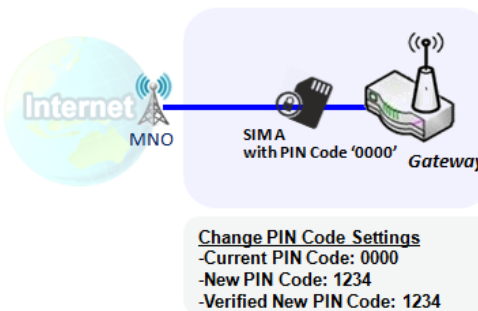 Internet
MNO
SIM A
with PIN Code ‘0000’
Gateway
Change PIN Code Settings
-Current PIN Code: 0000
-New PIN Code: 1234
-Verified New PIN Code: 1234